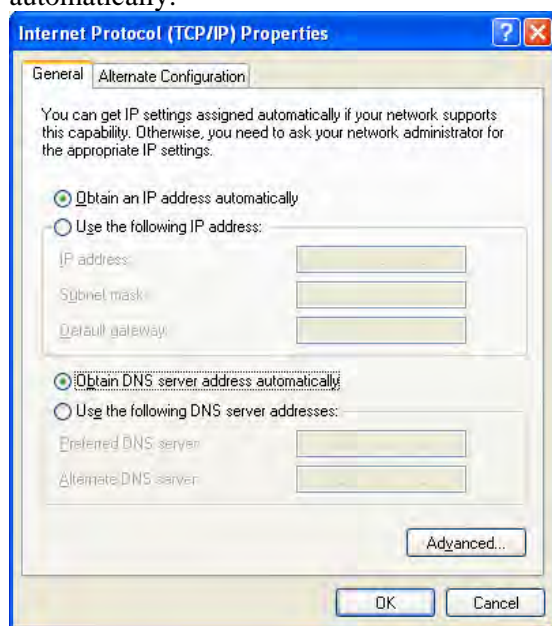 automatically.
Internet Protocol (TCP/IP) Properties
General Alternate Configuration
You can get IP settings assigned automatically if your network supports
this capability. Otherwise, you need to ask your network administrator for
the appropriate IP settings.
Obtain an IP address automatically
Use the following IP address:
IP address:
Subnet mask:
Default gateway:
Obtain DNS server address automatically
Use the following DNS server addresses:
Preferred DNS server:
Alternate DNS server:
Advanced...
OK Cancel